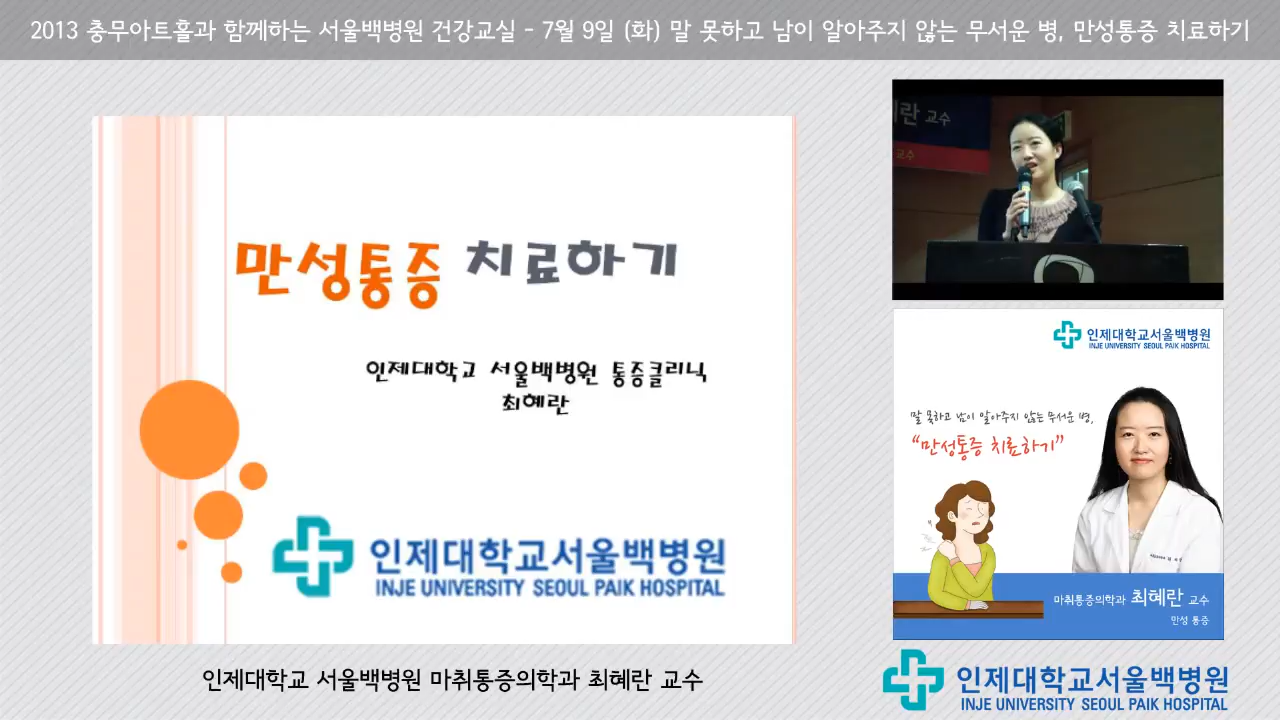 2013 충무아트홀과 함께하는 서울백병원 건강교실 - 7월 9일 (화) 말 못하고 남이 알아주지 않는 무서운 병, 만성통증 치료하기
만성통증 치료하기
인제대학교 서울백병원 통증클리닉
최혜란
인제대학교서울백병원
INJE UNIVERSITY SEOUL PAIK HOSPITAL
인제대학교 서울백병원 마취통증의학과 최혜란 교수
란 교수
교수
인제대학교서울백병원
INJE UNIVERSITY SEOUL PAIK HOSPITAL
말 못하고 남이 알아주지 않는 무서운 병,
“만성통증 치료하기”
마취통증의학과 최혜란 교수
만성 통증
인제대학교서울백병원
INJE UNIVERSITY SEOUL PAIK HOSPITAL